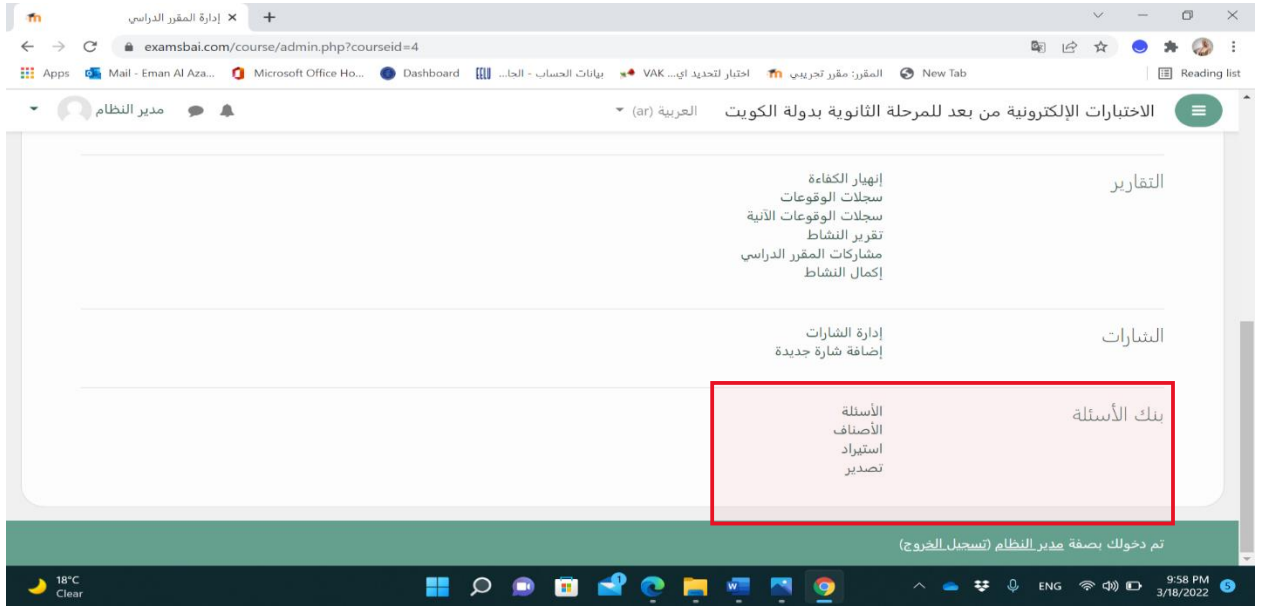 إدارة المقرر الدراسي
examsbai.com/course/admin.php?courseid=4
Apps
Mail - Eman Al Aza...
Microsoft Office Ho...
Dashboard
بيانات الحساب - الجا...
اختبار لتحديد اي... VAK
المقرر: مقرر تجريبي
New Tab
Reading list
الاختبارات الإلكترونية من بعد للمرحلة الثانوية بدولة الكويت
العربية (ar)
مدير النظام
التقارير
إنهيار الكفاءة
سجلات الوقوعات
سجلات الوقوعات الآنية
تقرير النشاط
مشاركات المقرر الدراسي
إكمال النشاط
الشارات
إدارة الشارات
إضافة شارة جديدة
بنك الأسئلة
الأسئلة
الأصناف
استيراد
تصدير
تم دخولك بصفة مدير النظام (تسجيل الخروج)
18°C
Clear
ENG
9:58 PM
3/18/2022
5